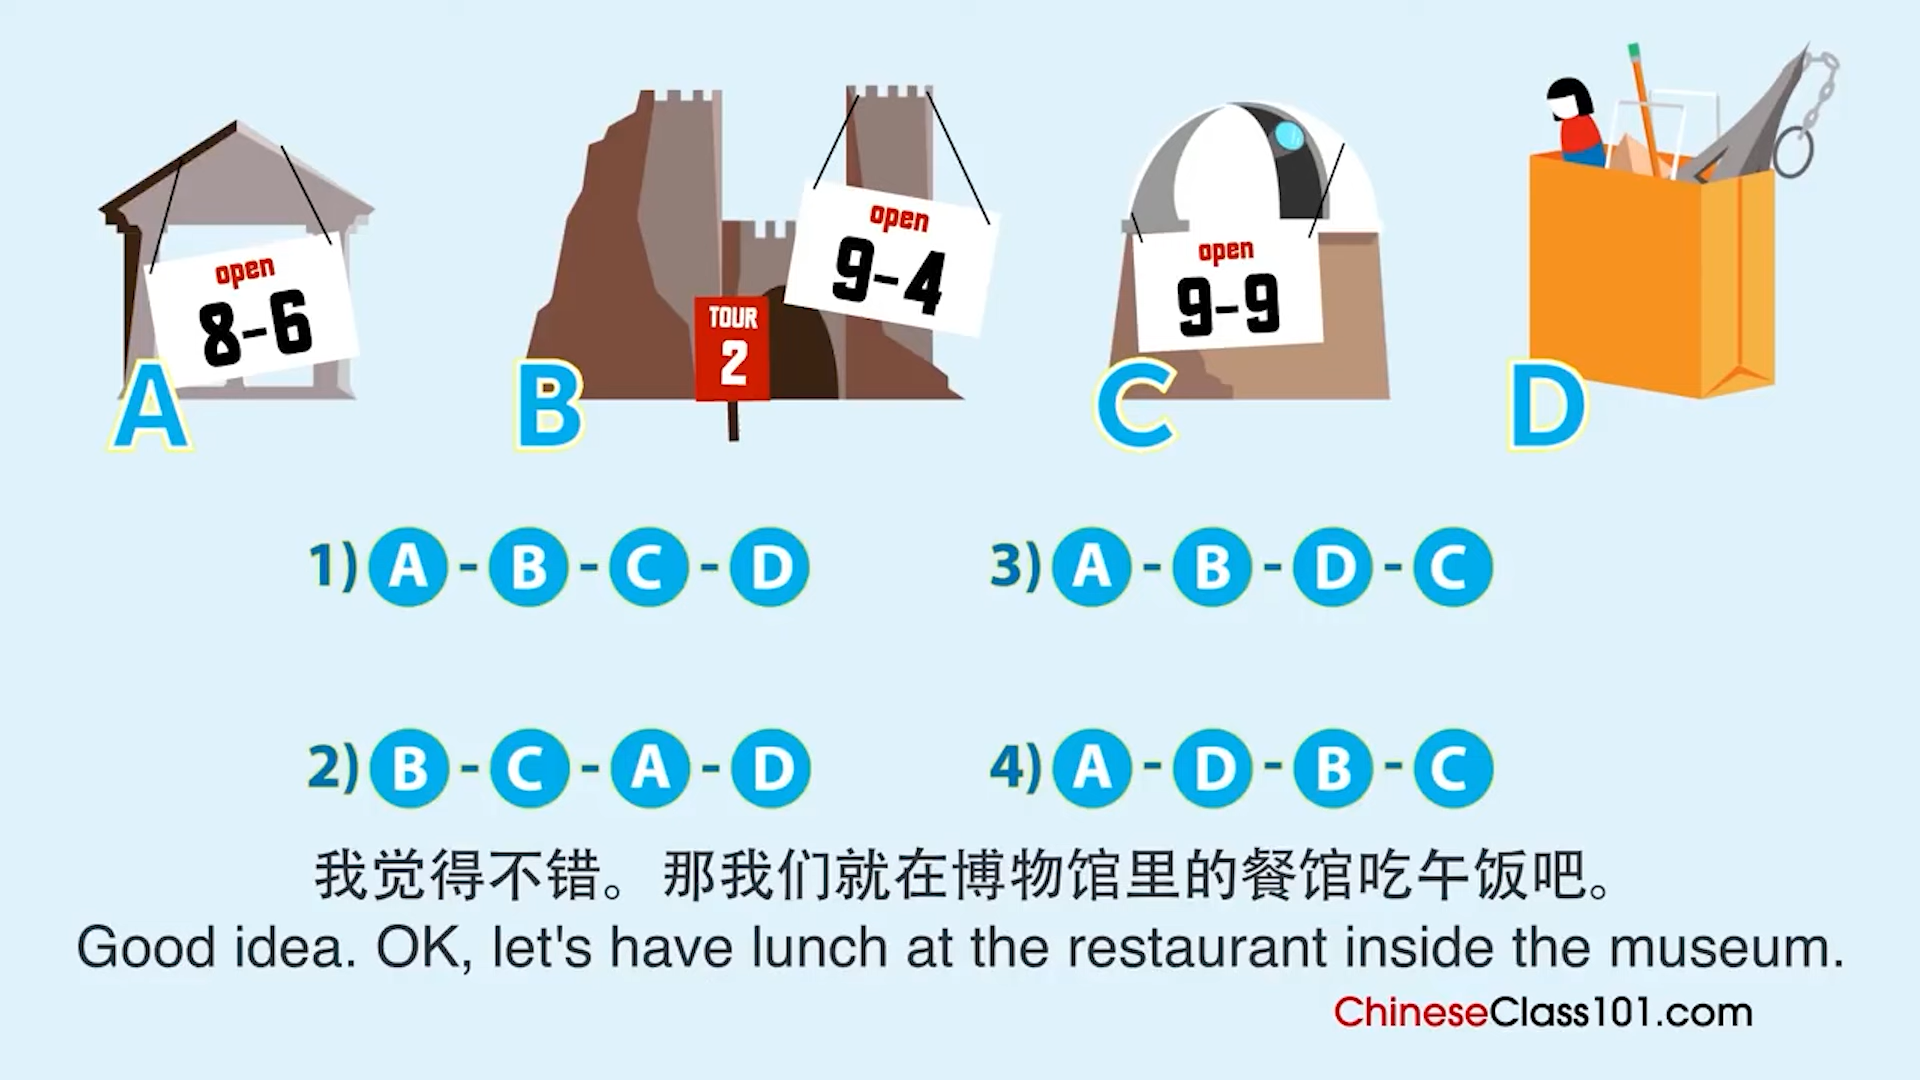 open
8-6
A
open
9-4
TOUR
2
B
open
9-9
C
D
1) A - B - C - D
3) A - B - D - C
2) B - C - A - D
4) A - D - B - C
我觉得不错。那我们就在博物馆里的餐馆吃午饭吧。
Good idea. OK, let's have lunch at the restaurant inside the museum.
ChineseClass101.com